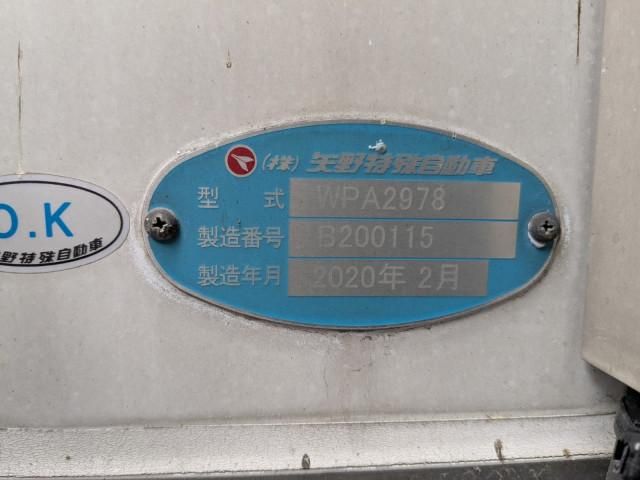 (株) 矢野特殊自動車
型 式 WPA2978
製造番号 B200115
製造年月 2020年 2月
O.K
矢野特殊自動車